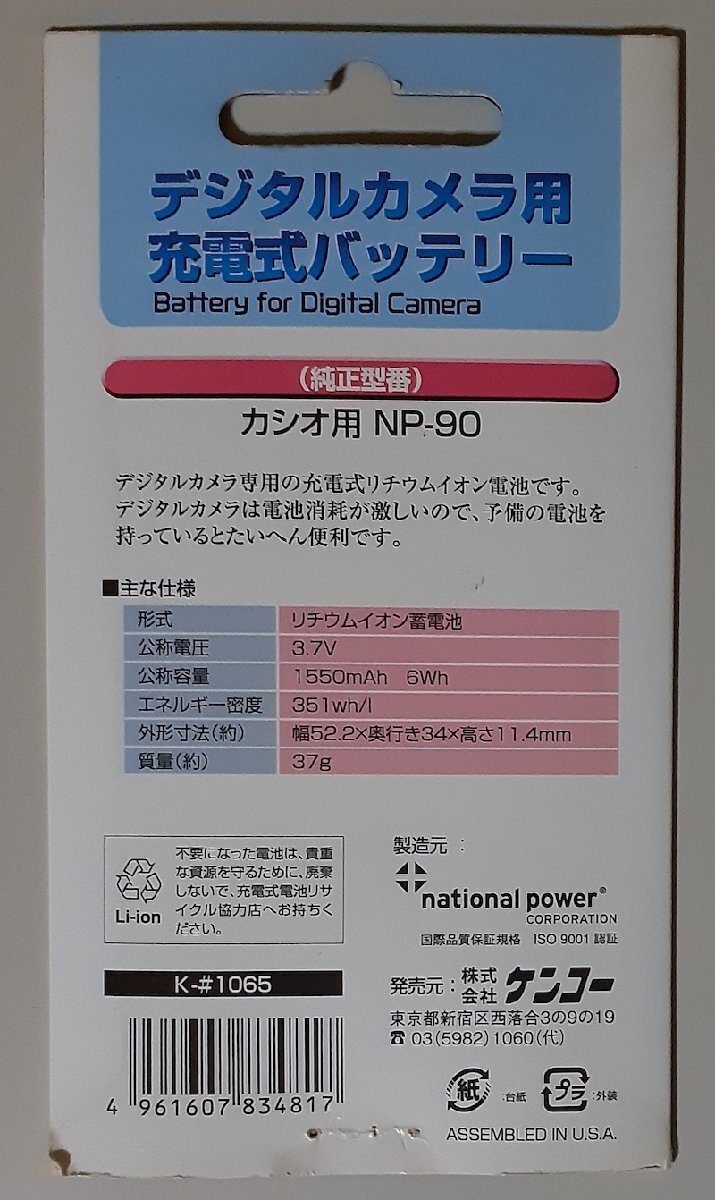 デジタルカメラ用
充電式バッテリー
Battery for Digital Camera
(純正型番)
カシオ用 NP-90
デジタルカメラ専用の充電式リチウムイオン電池です。
デジタルカメラは電池消耗が激しいので、予備の電池を
持っているとたいへん便利です。
■主な仕様
形式 リチウムイオン蓄電池
公称電圧 3.7V
公称容量 1550mAh 6Wh
エネルギー密度 351wh/l
外形寸法(約) 幅52.2×奥行き34×高さ11.4mm
質量(約) 37g
不要になった電池は、貴重
な資源を守るために、廃棄
しないで、充電式電池リサ
イクル協力店へお持ちく
ださい。
Li-ion
K-#1065
4 961607 834817
製造元 :
national power®
CORPORATION
国際品質保証規格 ISO 9001 認証
発売元 : 株式会社 ケンコー
東京都新宿区西落合3の9の19
☎ 03(5982)1060(代)
紙 :台紙 プラ :外装
ASSEMBLED IN U.S.A.